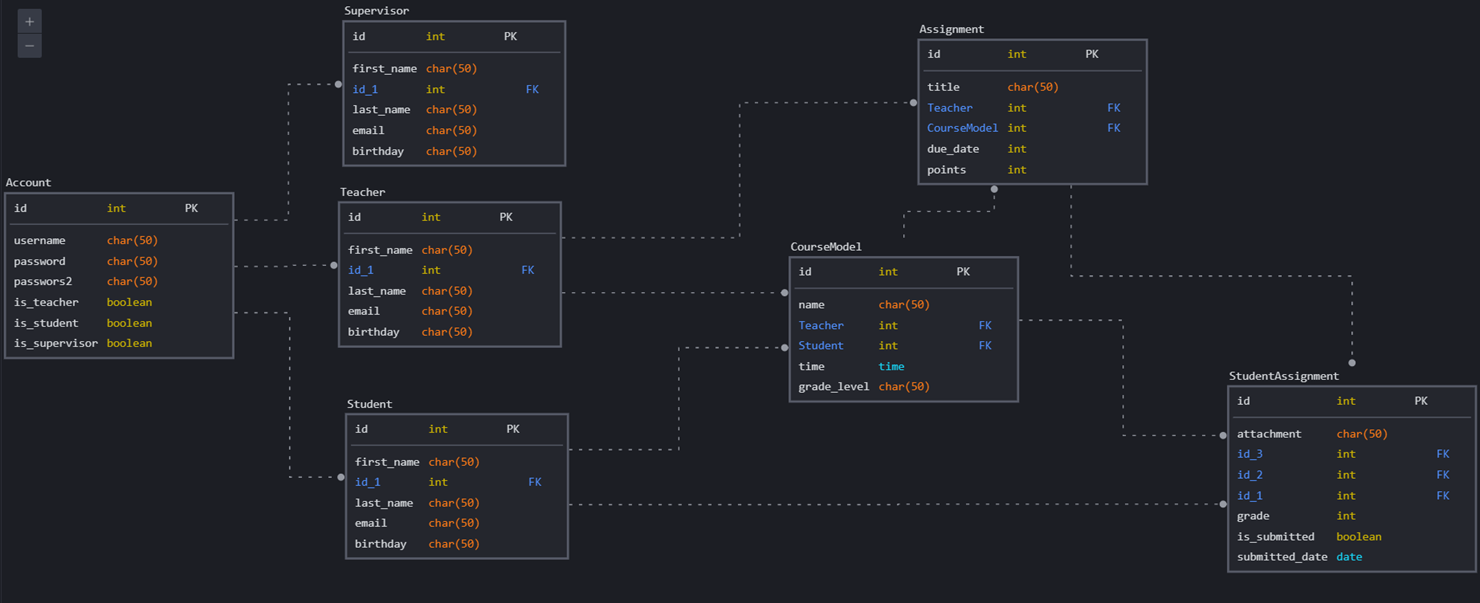 +
−
Supervisor
id int PK
first_name char(50)
id_1 int FK
last_name char(50)
email char(50)
birthday char(50)
Account
id int PK
username char(50)
password char(50)
passwors2 char(50)
is_teacher boolean
is_student boolean
is_supervisor boolean
Teacher
id int PK
first_name char(50)
id_1 int FK
last_name char(50)
email char(50)
birthday char(50)
Student
id int PK
first_name char(50)
id_1 int FK
last_name char(50)
email char(50)
birthday char(50)
Assignment
id int PK
title char(50)
Teacher int FK
CourseModel int FK
due_date int
points int
CourseModel
id int PK
name char(50)
Teacher int FK
Student int FK
time time
grade_level char(50)
StudentAssignment
id int PK
attachment char(50)
id_3 int FK
id_2 int FK
id_1 int FK
grade int
is_submitted boolean
submitted_date date